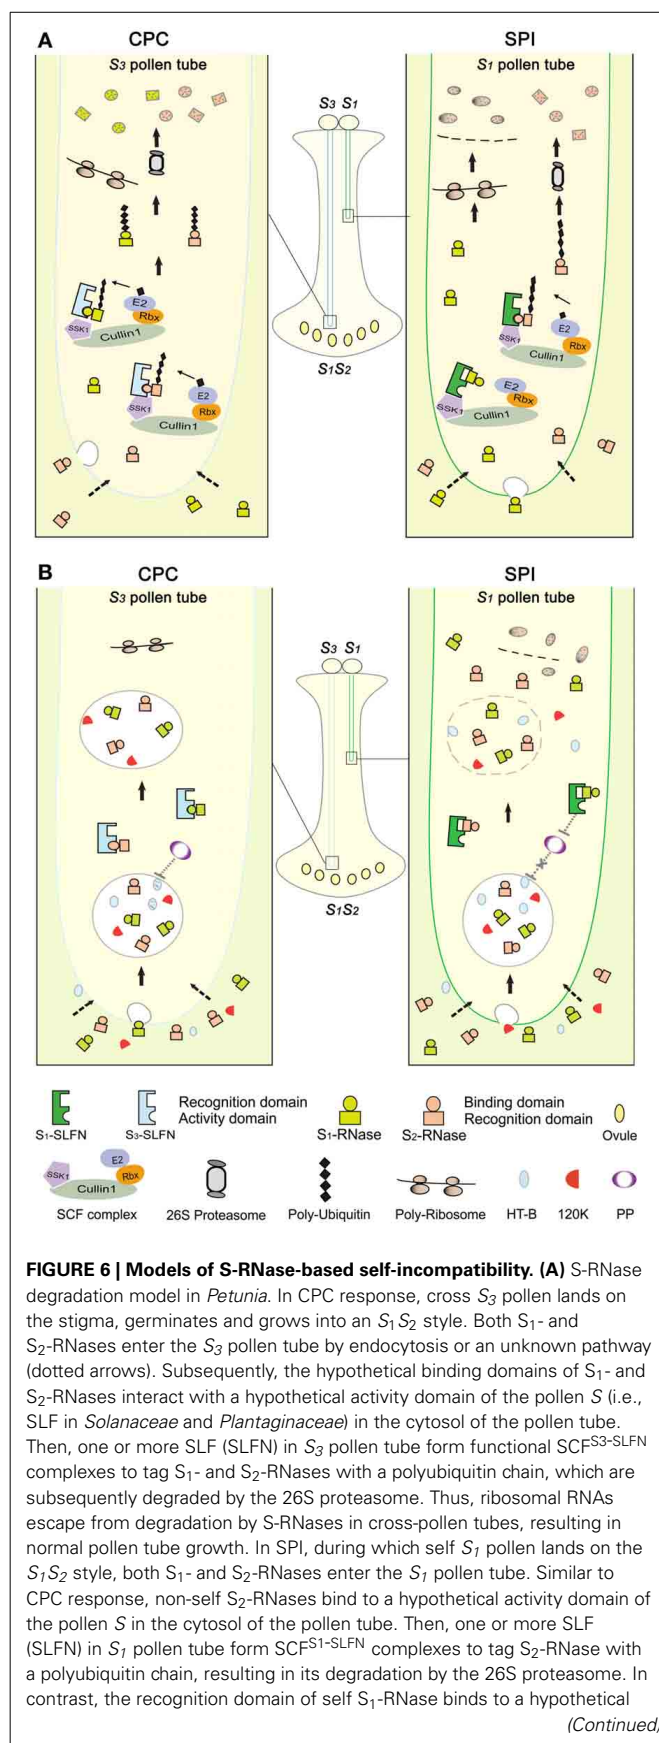 A
CPC
S3 pollen tube
SPI
S1 pollen tube
S3 S1
E2
Rbx
SSK1
Cullin1
E2
Rbx
SSK1
Cullin1
S1S2
SSK1
E2
Rbx
Cullin1
E2
Rbx
SSK1
Cullin1
B
CPC
S3 pollen tube
SPI
S1 pollen tube
S3 S1
S1S2
S1-SLFN
S3-SLFN
Recognition domain
Activity domain
S1-RNase
S2-RNase
Binding domain
Recognition domain
Ovule
SSK1
E2
Rbx
Cullin1
SCF complex
26S Proteasome
Poly-Ubiquitin
Poly-Ribosome
HT-B
120K
PP
FIGURE 6 | Models of S-RNase-based self-incompatibility. (A) S-RNase
degradation model in Petunia. In CPC response, cross S3 pollen lands on
the stigma, germinates and grows into an S1S2 style. Both S1- and
S2-RNases enter the S3 pollen tube by endocytosis or an unknown pathway
(dotted arrows). Subsequently, the hypothetical binding domains of S1- and
S2-RNases interact with a hypothetical activity domain of the pollen S (i.e.,
SLF in Solanaceae and Plantaginaceae) in the cytosol of the pollen tube.
Then, one or more SLF (SLFN) in S3 pollen tube form functional SCFS3-SLFN
complexes to tag S1- and S2-RNases with a polyubiquitin chain, which are
subsequently degraded by the 26S proteasome. Thus, ribosomal RNAs
escape from degradation by S-RNases in cross-pollen tubes, resulting in
normal pollen tube growth. In SPI, during which self S1 pollen lands on the
S1S2 style, both S1- and S2-RNases enter the S1 pollen tube. Similar to
CPC response, non-self S2-RNases bind to a hypothetical activity domain of
the pollen S in the cytosol of the pollen tube. Then, one or more SLF
(SLFN) in S1 pollen tube form SCFS1-SLFN complexes to tag S2-RNase with
a polyubiquitin chain, resulting in its degradation by the 26S proteasome. In
contrast, the recognition domain of self S1-RNase binds to a hypothetical
(Continued)